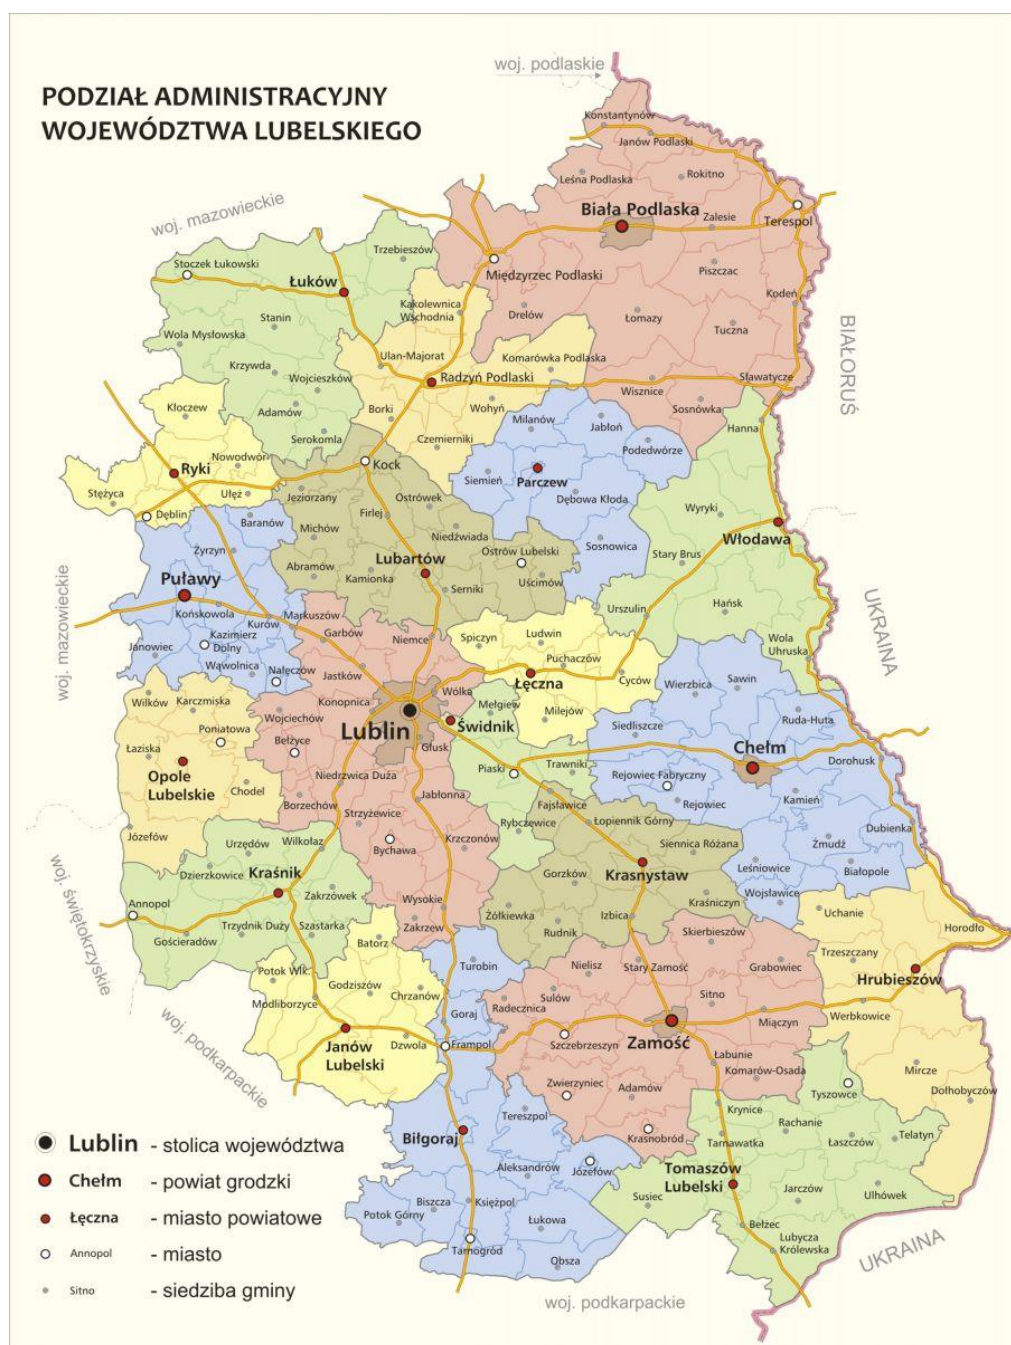 woj. podlaskie
PODZIAŁ ADMINISTRACYJNY
WOJEWÓDZTWA LUBELSKIEGO
Konstantynów
Janów Podlaski
Leśna Podlaska
Rokitno
woj. mazowieckie
Biała Podlaska
Zalesie
Terespol
Trzebieszów
Stoczek Łukowski
Międzyrzec Podlaski
Piszczac
Łuków
Kąkolewnica
Wschodnia
Kodeń
Drelów
Łomazy
Stanin
Tuczna
Wola Mysłowska
BIAŁORUŚ
Ulan-Majorat
Komarówka Podlaska
Krzywda
Wojcieszków
Radzyń Podlaski
Sławatycze
Wisznice
Sosnówka
Kłoczew
Adamów
Borki
Wohyń
Milanów
Jabłoń
Hanna
Serokomla
Czemierniki
Podedwórze
Nowodwór
Kock
Ryki
Siemień
Parczew
Stężyca
Ułęż
Jeziorzany
Ostrówek
Dębowa Kłoda
Wyryki
Dęblin
Baranów
Firlej
Michów
Niedźwiada
Włodawa
Żyrzyn
Ostrów Lubelski
Sosnowica
Stary Brus
Lubartów
Abramów
Kamionka
Uścimów
Puławy
Serniki
woj. mazowieckie
Końskowola
Markuszów
Urszulin
Hańsk
UKRAINA
Kurów
Garbów
Niemce
Spiczyn
Ludwin
Kazimierz
Dolny
Janowiec
Wola
Uhruska
Wąwolnica
Nałęczów
Jastków
Puchaczów
Łęczna
Cyców
Wierzbica
Sawin
Wilków
Karczmiska
Konopnica
Wólka
Mełgiew
Milejów
Wojciechów
Lublin
Świdnik
Siedliszcze
Ruda-Huta
Poniatowa
Bełżyce
Głusk
Chełm
Łaziska
Dorohusk
Opole
Lubelskie
Niedrzwica Duża
Piaski
Trawniki
Rejowiec Fabryczny
Chodel
Borzechów
Jabłonna
Fajsławice
Rejowiec
Kamień
Strzyżewice
Rybczewice
Łopiennik Górny
Józefów
Urzędów
Wilkołaz
Bychawa
Krzczonów
Siennica Różana
Żmudź
Dubienka
Dzierzkowice
Kraśnik
Gorzków
Krasnystaw
Leśniowice
Białopole
woj. świętokrzyskie
Annopol
Zakrzówek
Wysokie
Żółkiewka
Izbica
Kraśniczyn
Wojsławice
Uchanie
Horodło
Trzydnik Duży
Szastarka
Zakrzew
Rudnik
Skierbieszów
Gościeradów
Batorz
Trzeszczany
Potok Wlk.
Turobin
Nielisz
Stary Zamość
Grabowiec
Hrubieszów
Godziszów
Modliborzyce
Chrzanów
Sulów
Sitno
Radecznica
Goraj
Miączyn
Werbkowice
woj. podkarpackie
Janów
Lubelski
Dzwola
Frampol
Szczebrzeszyn
Zamość
Łabunie
Komarów-Osada
Mircze
Dołhobyczów
Zwierzyniec
Adamów
Tyszowce
Tereszpol
Krynice
Rachanie
Biłgoraj
Krasnobród
Tarnawatka
Łaszczów
Telatyn
Lublin - stolica województwa
Aleksandrów
Józefów
Tomaszów
Lubelski
Chełm - powiat grodzki
Biszcza
Księżpol
Susiec
Jarczów
Ulhówek
Łęczna - miasto powiatowe
Potok Górny
Łukowa
Bełżec
Annopol - miasto
Tarnogród
Obsza
Lubycza
Królewska
UKRAINA
Sitno - siedziba gminy
woj. podkarpackie